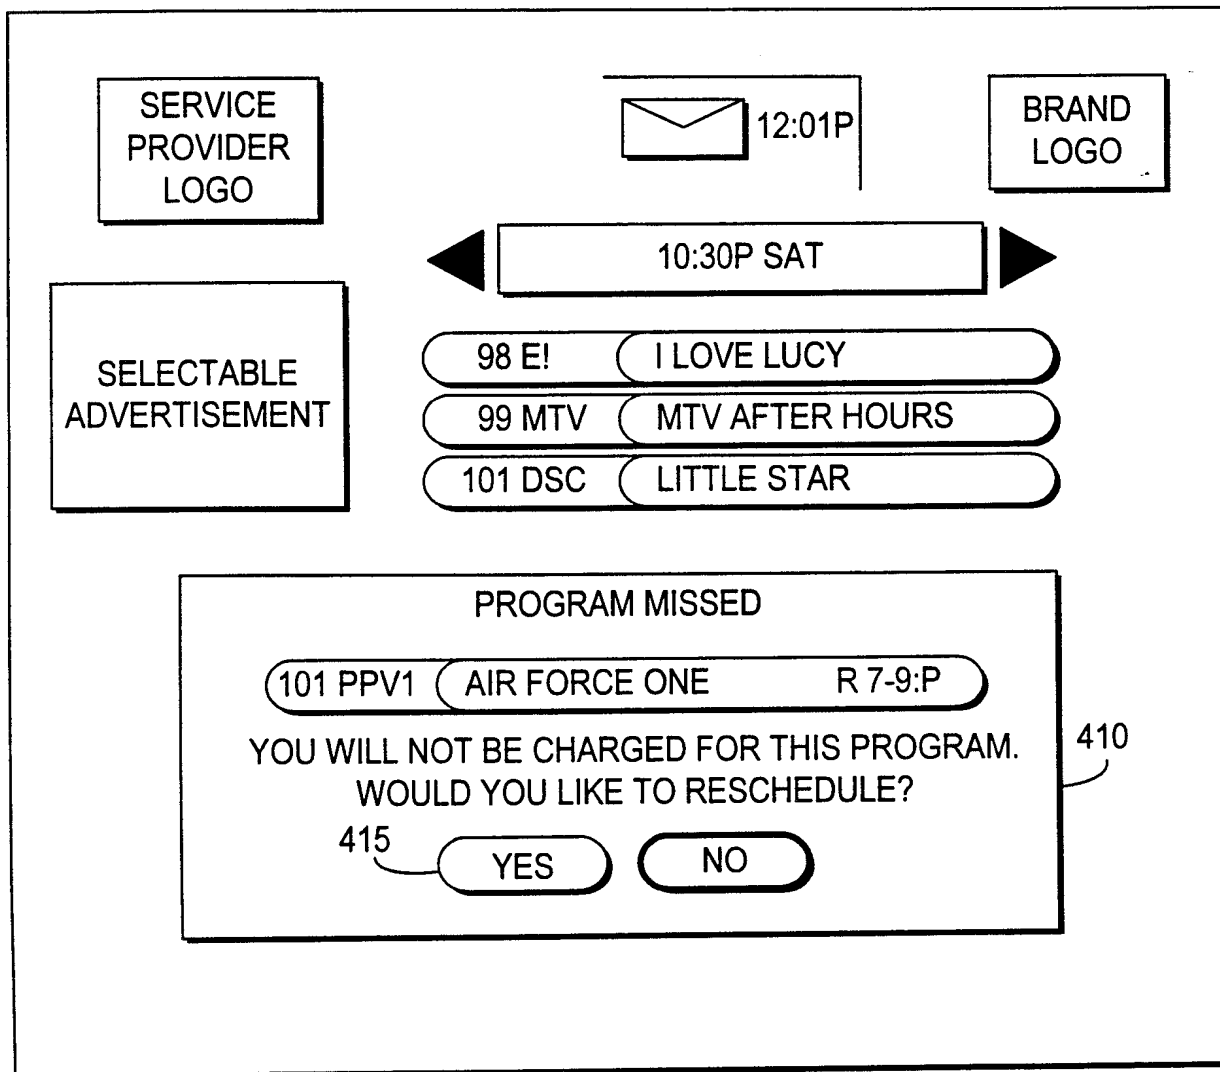 SERVICE
PROVIDER
LOGO
12:01P
BRAND
LOGO
10:30P SAT
SELECTABLE
ADVERTISEMENT
98 E! I LOVE LUCY
99 MTV MTV AFTER HOURS
101 DSC LITTLE STAR
PROGRAM MISSED
101 PPV1 AIR FORCE ONE R 7-9:P
YOU WILL NOT BE CHARGED FOR THIS PROGRAM.
WOULD YOU LIKE TO RESCHEDULE?
410
415
YES NO